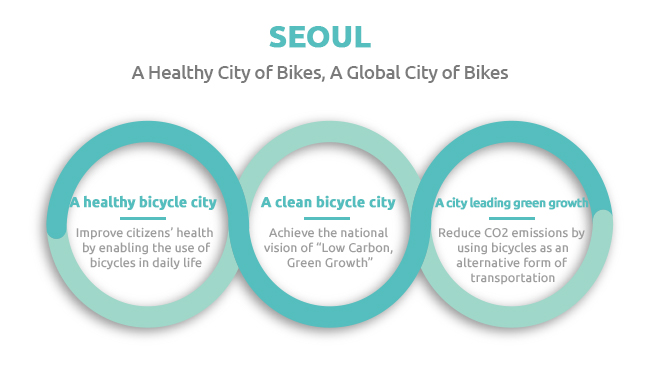 SEOUL
A Healthy City of Bikes, A Global City of Bikes
A healthy bicycle city
Improve citizens’ health
by enabling the use of
bicycles in daily life
A clean bicycle city
Achieve the national
vision of “Low Carbon,
Green Growth”
A city leading green growth
Reduce CO2 emissions by
using bicycles as an
alternative form of
transportation